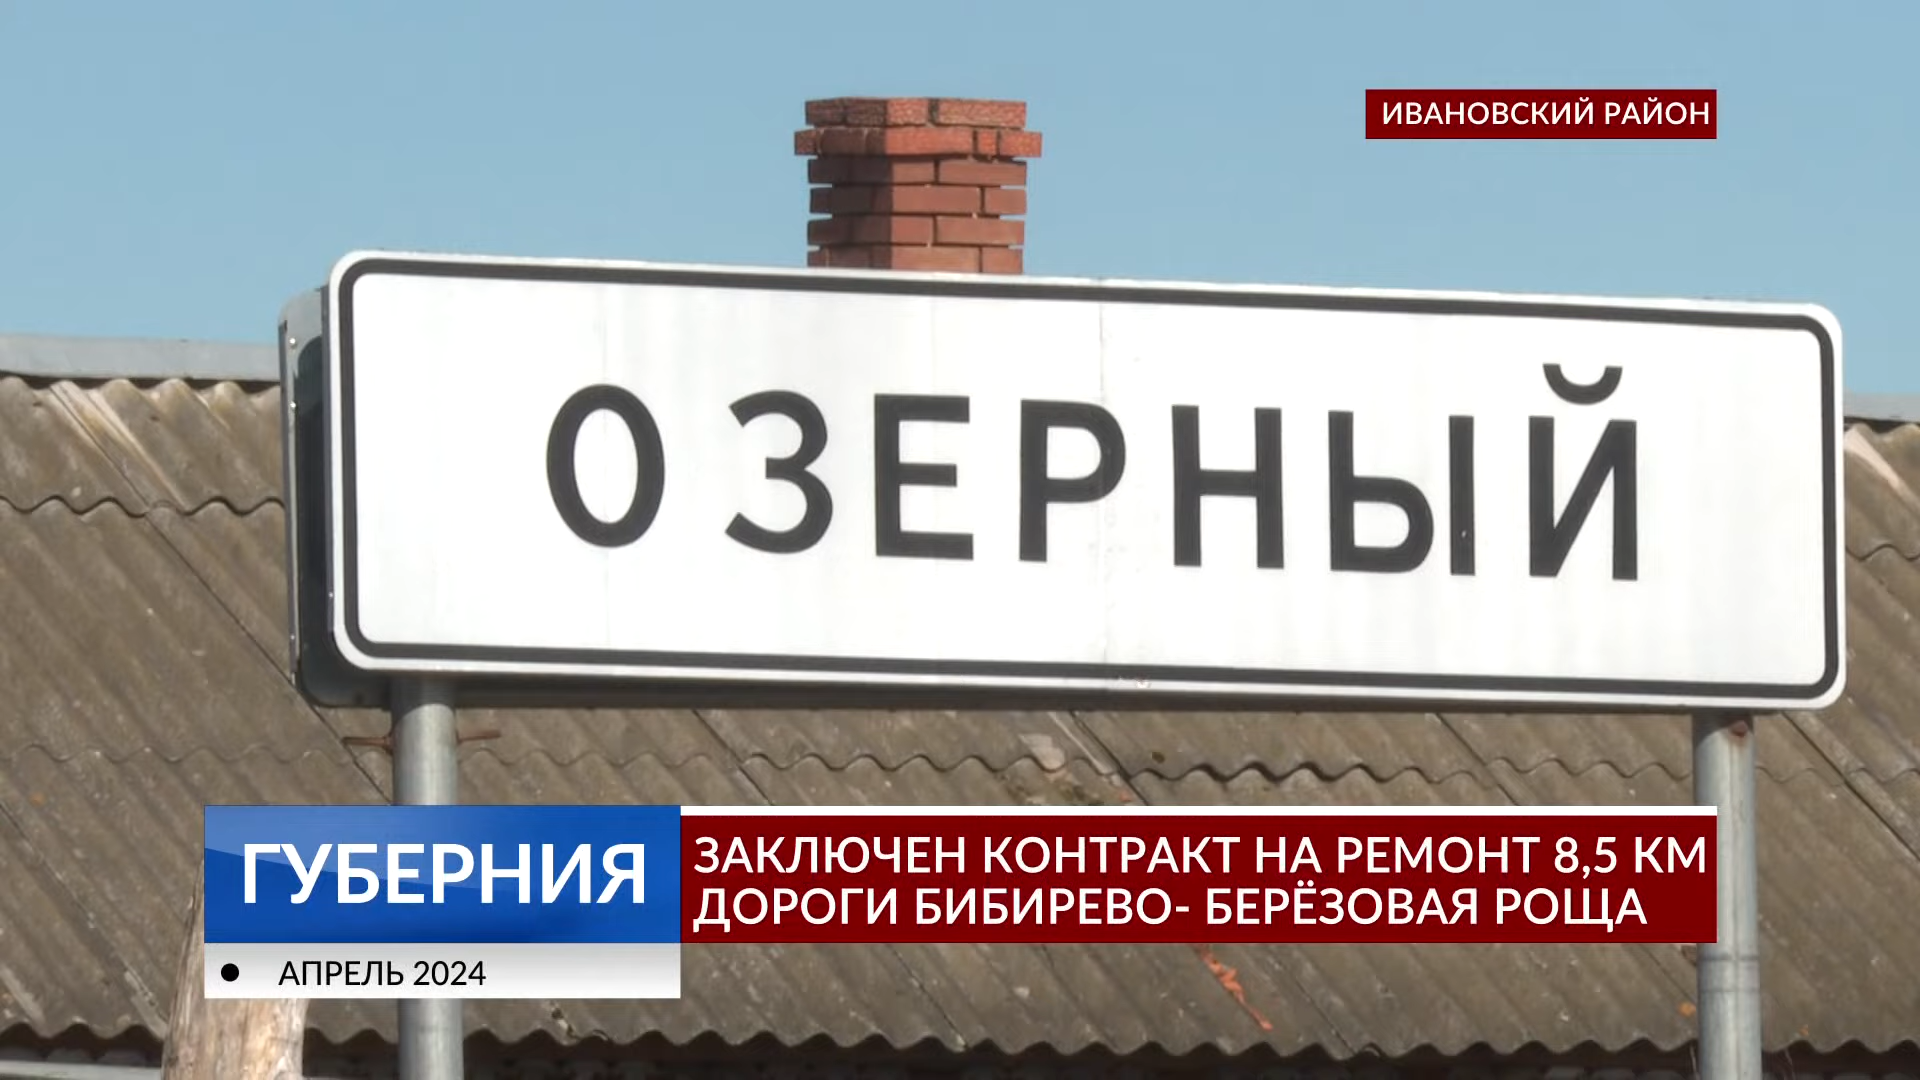 ИВАНОВСКИЙ РАЙОН
ОЗЕРНЫЙ
ГУБЕРНИЯ
ЗАКЛЮЧЕН КОНТРАКТ НА РЕМОНТ 8,5 КМ
ДОРОГИ БИБИРЕВО- БЕРЁЗОВАЯ РОЩА
АПРЕЛЬ 2024